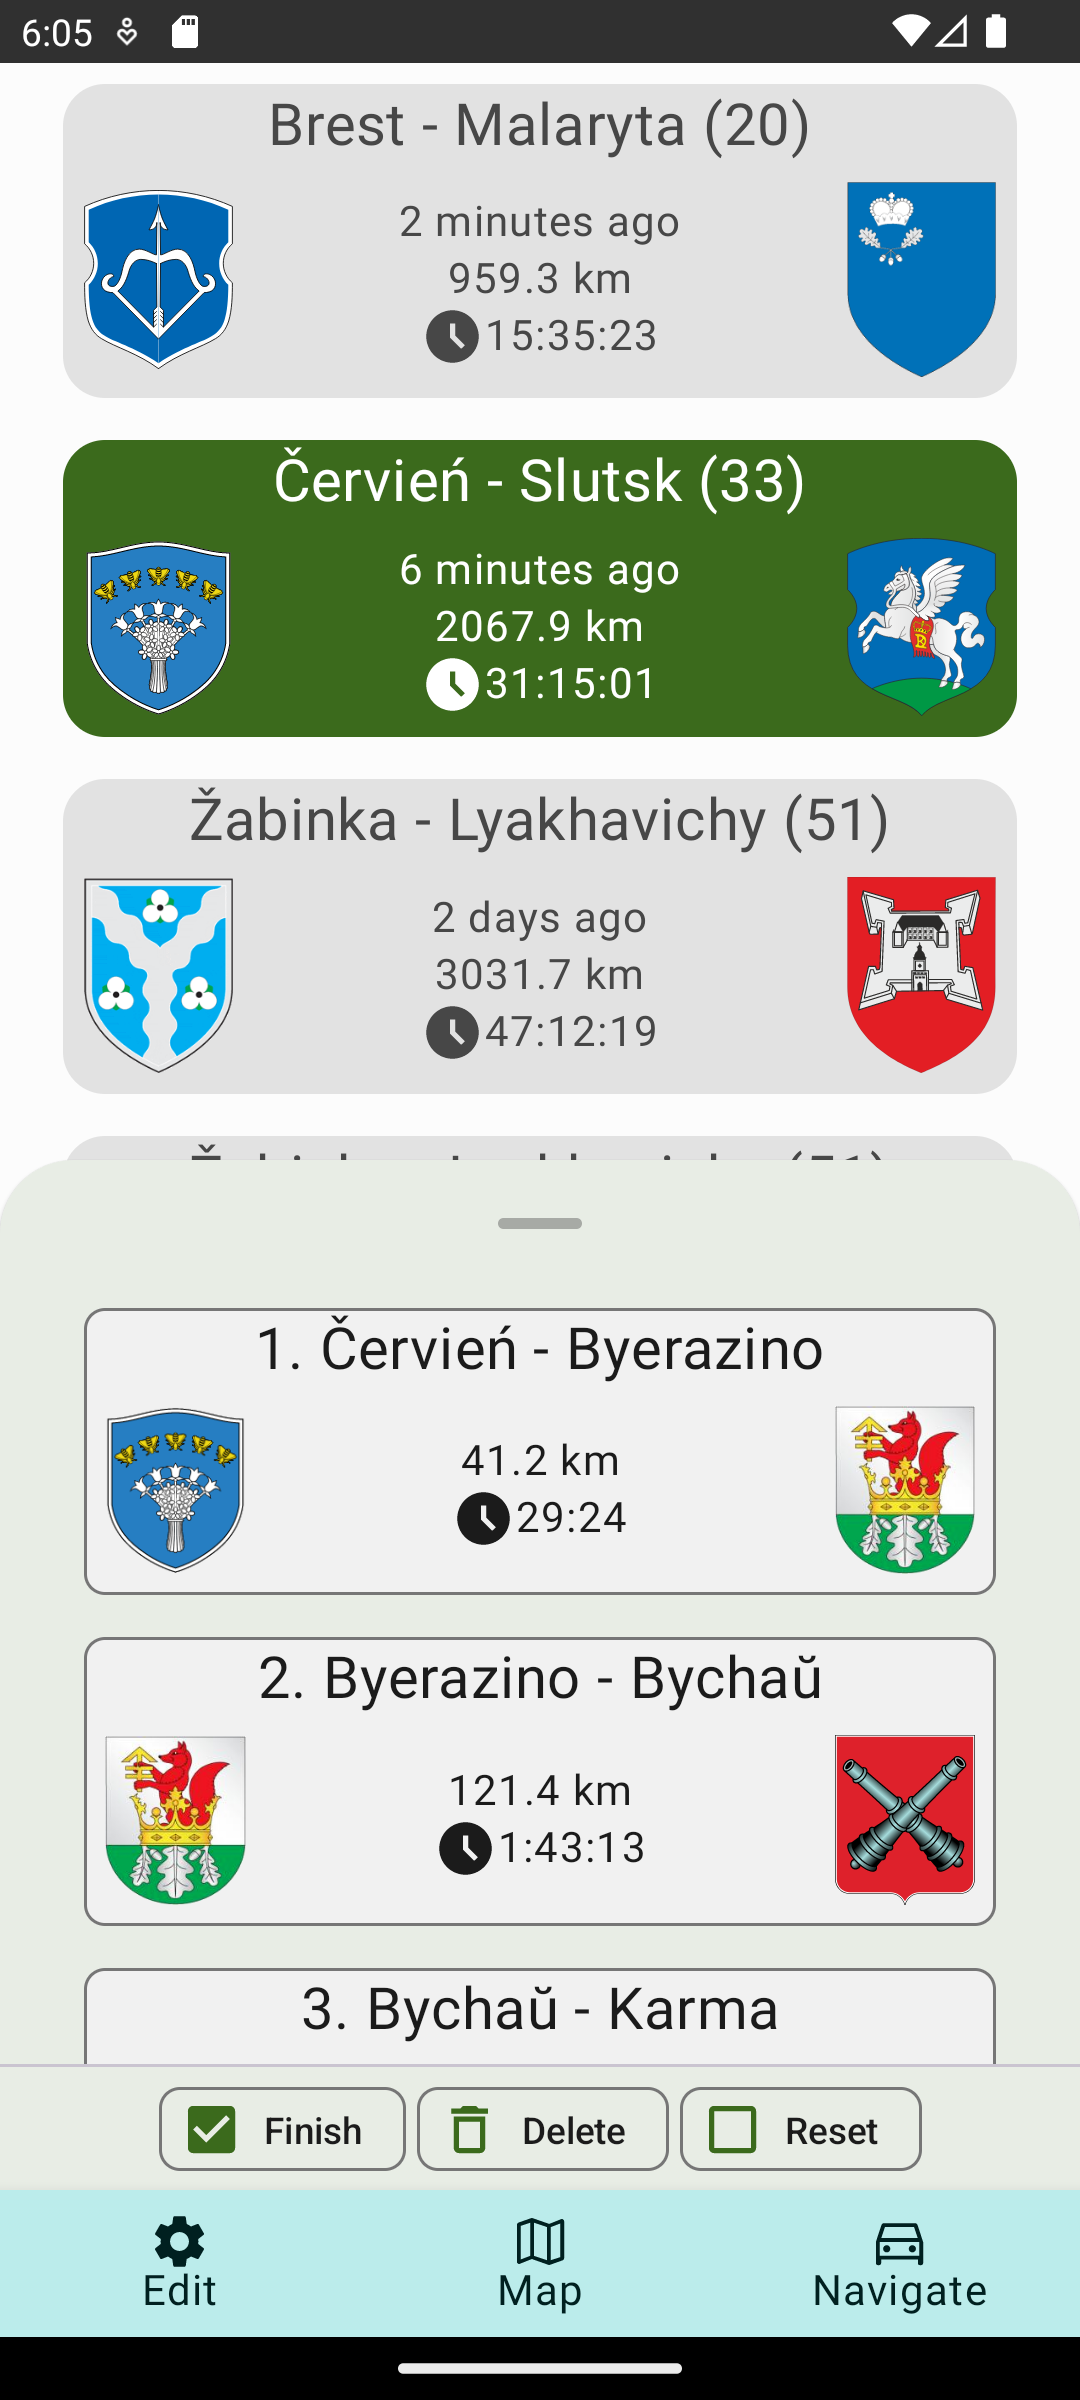 6:05
Brest - Malaryta (20)
2 minutes ago
959.3 km
15:35:23
Červień - Slutsk (33)
6 minutes ago
2067.9 km
31:15:01
Žabinka - Lyakhavichy (51)
2 days ago
3031.7 km
47:12:19
1. Červień - Byerazino
41.2 km
29:24
2. Byerazino - Bychaŭ
121.4 km
1:43:13
3. Bychaŭ - Karma
Finish
Delete
Reset
Edit
Map
Navigate